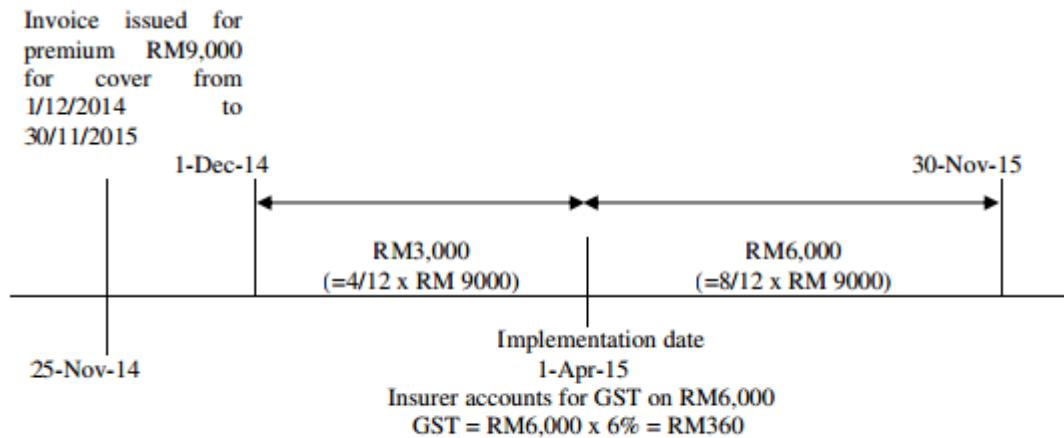 Invoice issued for
premium RM9,000
for cover from
1/12/2014 to
30/11/2015
1-Dec-14
30-Nov-15
RM3,000
(=4/12 x RM 9000)
RM6,000
(=8/12 x RM 9000)
25-Nov-14
Implementation date
1-Apr-15
Insurer accounts for GST on RM6,000
GST = RM6,000 x 6% = RM360